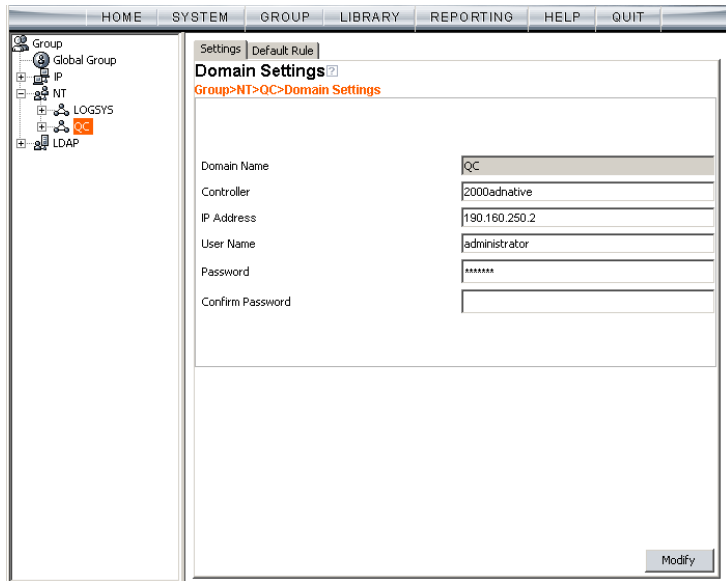 HOME SYSTEM GROUP LIBRARY REPORTING HELP QUIT
Group
Global Group
IP
NT
LOGSYS
QC
LDAP
Settings Default Rule
Domain Settings ?
Group>NT>QC>Domain Settings
Domain Name QC
Controller 2000adnative
IP Address 190.160.250.2
User Name administrator
Password *******
Confirm Password
Modify